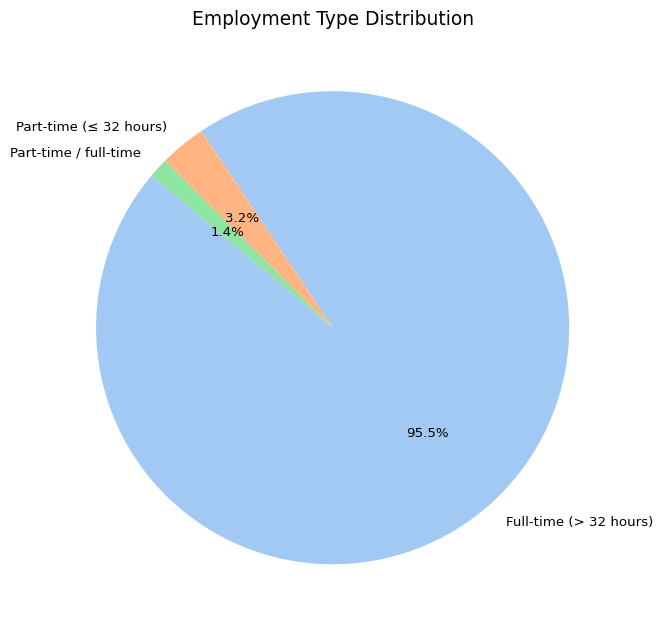 Employment Type Distribution
Part-time (≤ 32 hours)
Part-time / full-time
3.2%
1.4%
95.5%
Full-time (> 32 hours)